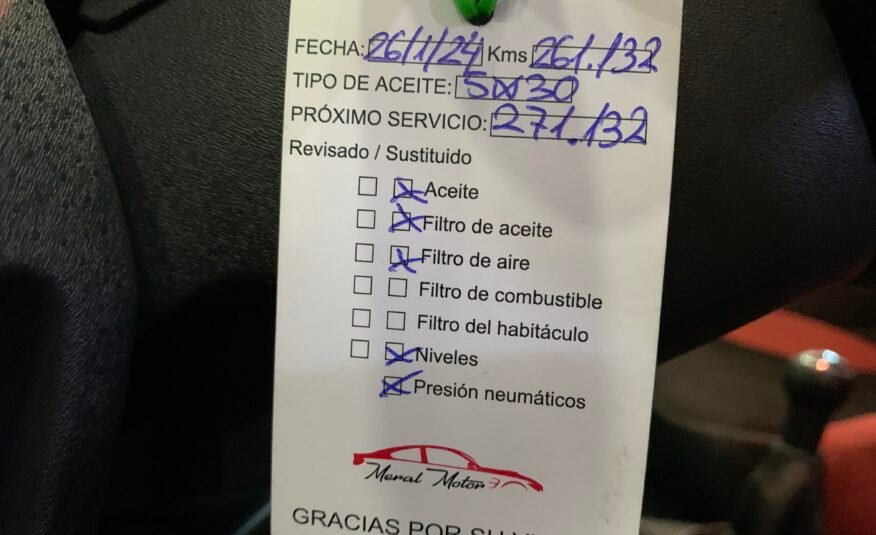 FECHA: 26/1/24 Kms 261.132
TIPO DE ACEITE: 5W30
PRÓXIMO SERVICIO: 271.132
Revisado / Sustituido
Aceite
Filtro de aceite
Filtro de aire
Filtro de combustible
Filtro del habitáculo
Niveles
Presión neumáticos
Meral Motor
GRACIAS POR SU